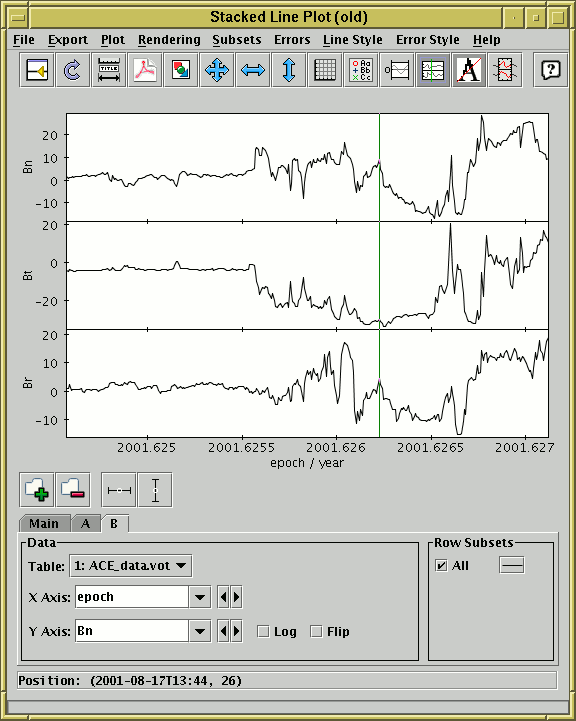 Stacked Line Plot (old)
File Export Plot Rendering Subsets Errors Line Style Error Style Help
TITLE
Aa
Bb
Cc
A
?
20
10
0
-10
Bn
20
0
-20
Bt
20
10
0
-10
Br
2001.625 2001.6255 2001.626 2001.6265 2001.627
epoch / year
Main A B
Data
Table: 1: ACE_data.vot
X Axis: epoch
Y Axis: Bn Log Flip
Row Subsets
All
Position: (2001-08-17T13:44, 26)